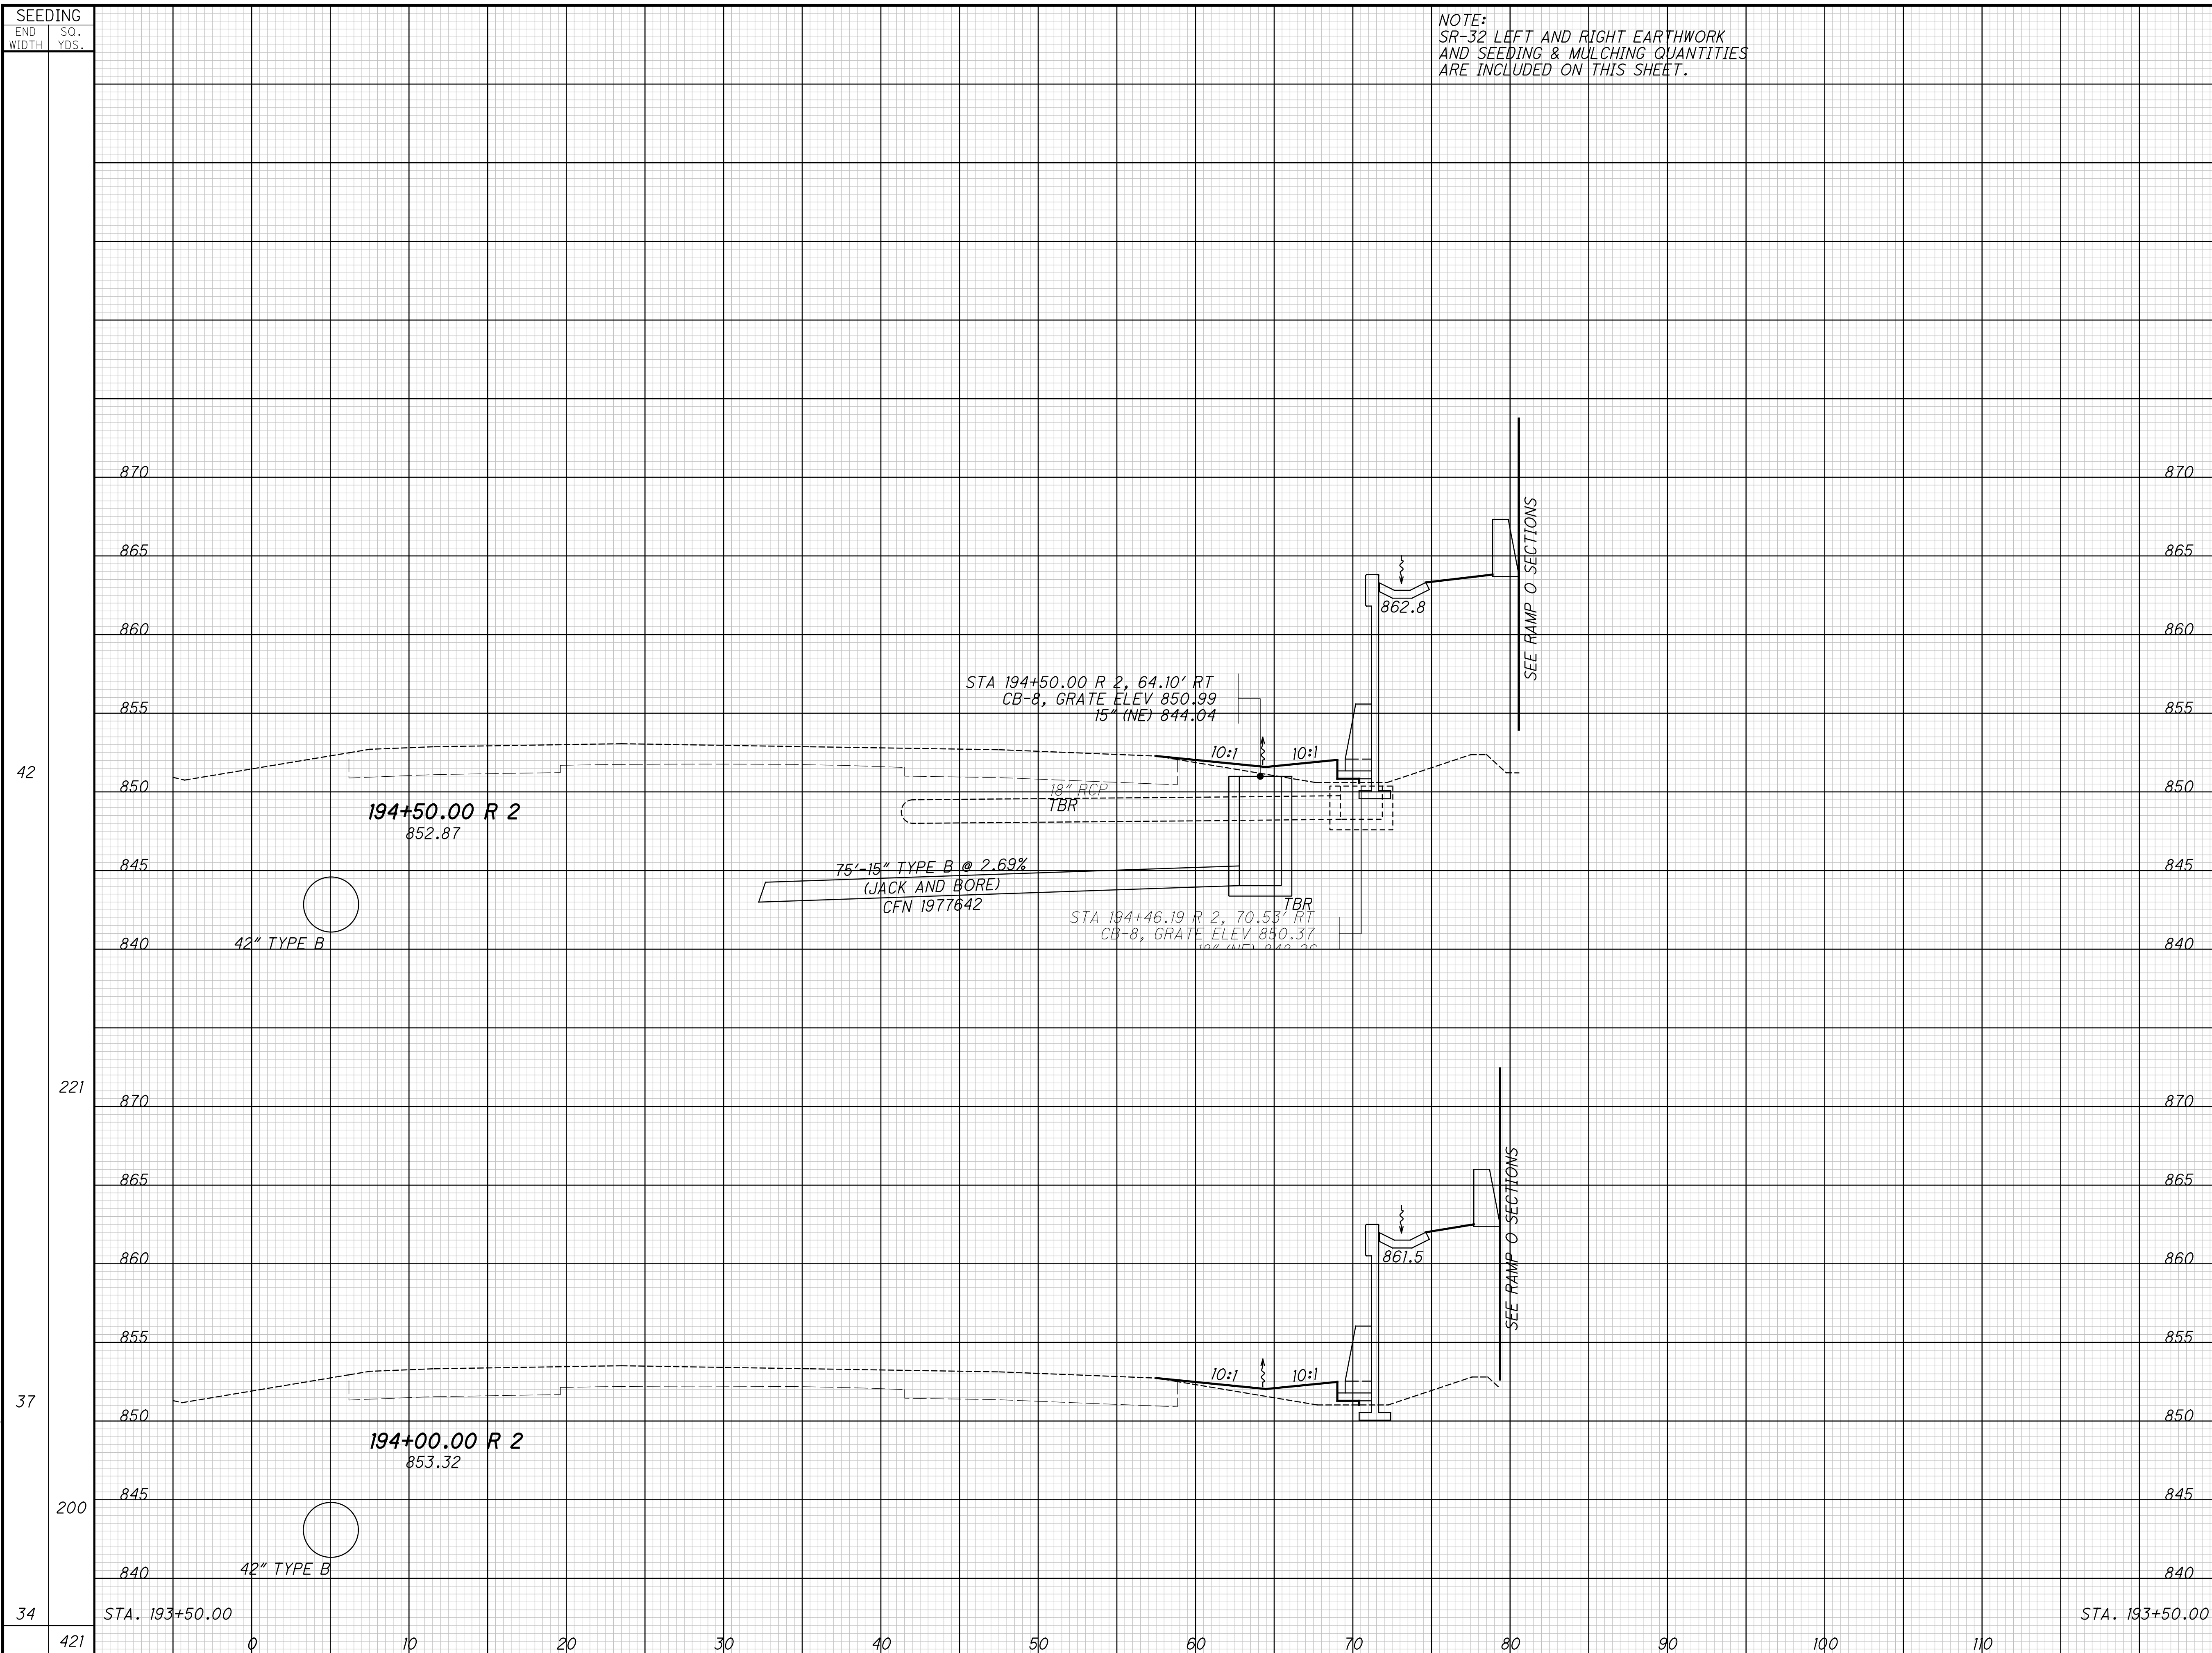 SEEDING
END WIDTH
SQ. YDS.
NOTE:
SR-32 LEFT AND RIGHT EARTHWORK
AND SEEDING & MULCHING QUANTITIES
ARE INCLUDED ON THIS SHEET.
870
870
865
865
SEE RAMP O SECTIONS
862.8
860
860
STA 194+50.00 R 2, 64.10' RT
CB-8, GRATE ELEV 850.99
15" (NE) 844.04
855
855
10:1
10:1
42
850
850
18" RCP
TBR
194+50.00 R 2
852.87
845
845
75'-15" TYPE B @ 2.69%
(JACK AND BORE)
CFN 1977642
TBR
STA 194+46.19 R 2, 70.53' RT
CB-8, GRATE ELEV 850.37
18" (NE) 848.26
42" TYPE B
840
840
221
870
870
865
865
SEE RAMP O SECTIONS
861.5
860
860
855
855
10:1
10:1
37
850
850
194+00.00 R 2
853.32
845
845
200
42" TYPE B
840
840
34
STA. 193+50.00
STA. 193+50.00
421
0 10 20 30 40 50 60 70 80 90 100 110